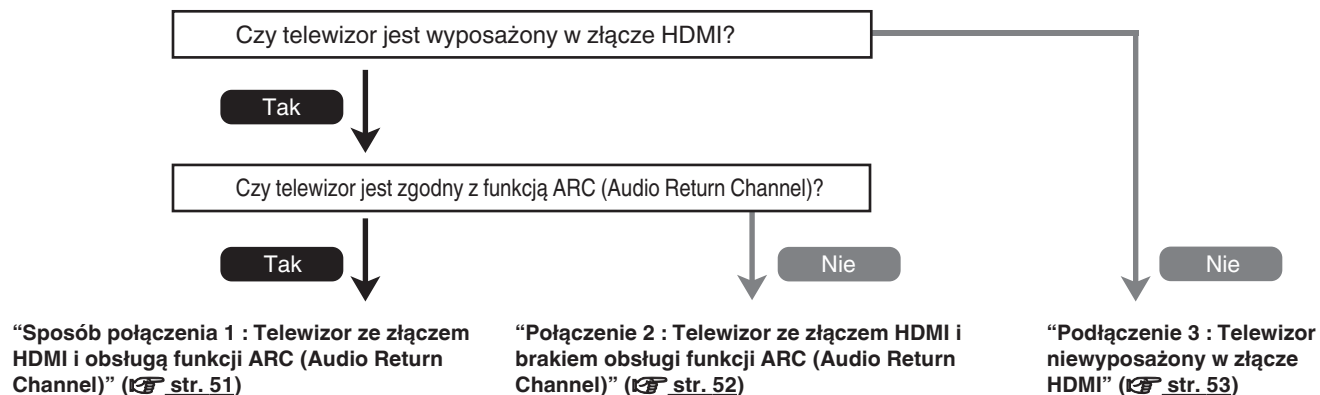 Czy telewizor jest wyposażony w złącze HDMI?
Tak
Czy telewizor jest zgodny z funkcją ARC (Audio Return Channel)?
Tak
Nie
Nie
“Sposób połączenia 1 : Telewizor ze złączem
HDMI i obsługą funkcji ARC (Audio Return
Channel)” (☞ str. 51)
“Połączenie 2 : Telewizor ze złączem HDMI i
brakiem obsługi funkcji ARC (Audio Return
Channel)” (☞ str. 52)
“Podłączenie 3 : Telewizor
niewyposażony w złącze
HDMI” (☞ str. 53)